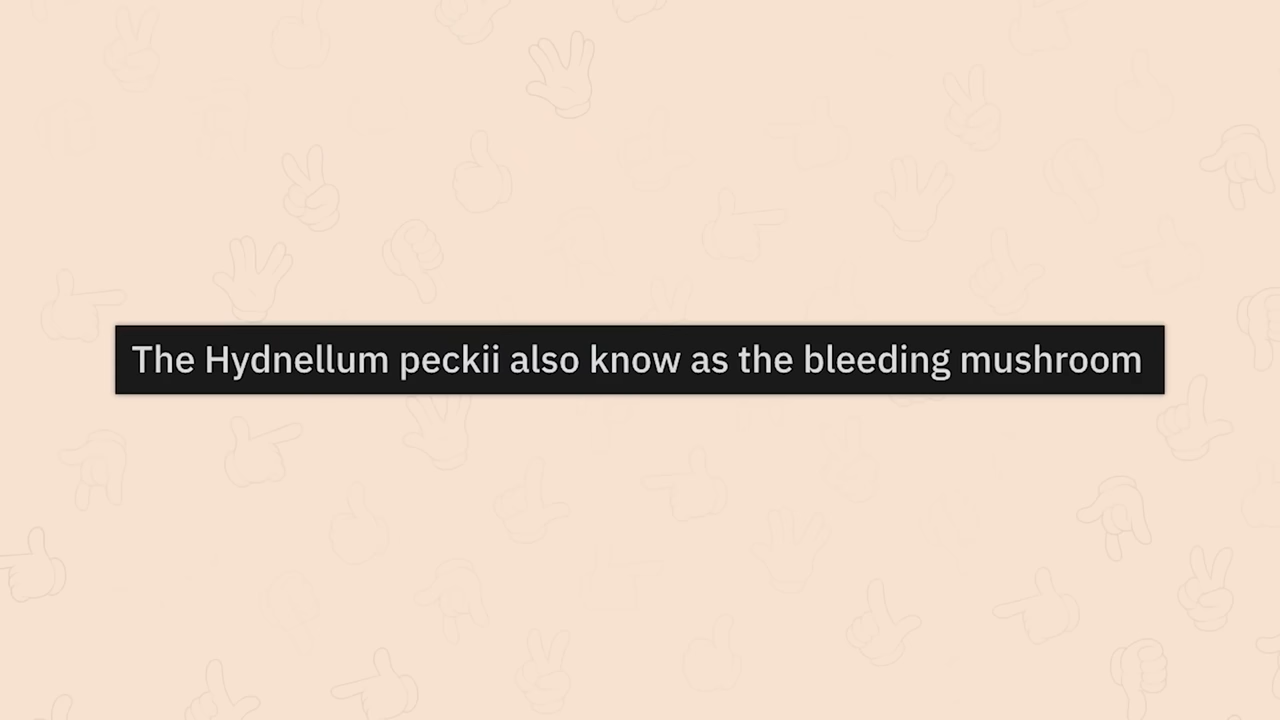 The Hydnellum peckii also know as the bleeding mushroom